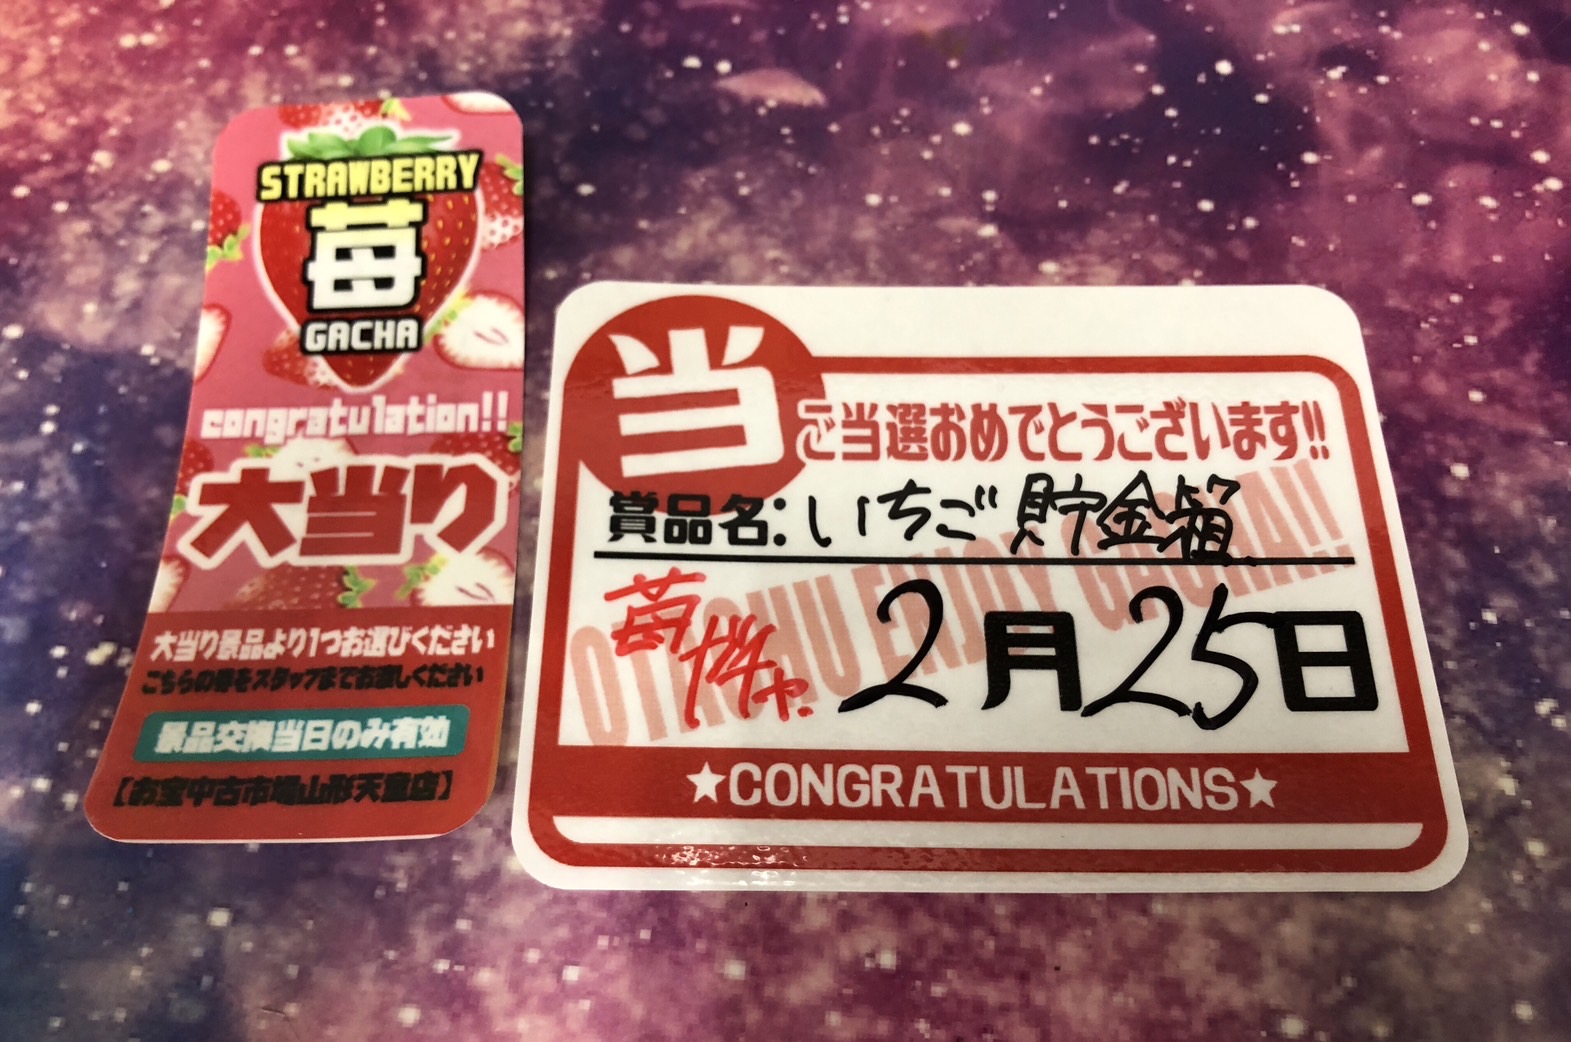 STRAWBERRY
苺
GACHA
congratulation!!
大当り
大当り景品より1つお選びください
こちらの券をスタッフまでお渡しください
景品交換当日のみ有効
【お宝中古市場山形天童店】
当
ご当選おめでとうございます!!
賞品名:いちご貯金箱
OTACHU ENJOY GACHA!!
苺ガチャ.
2月25日
★CONGRATULATIONS★